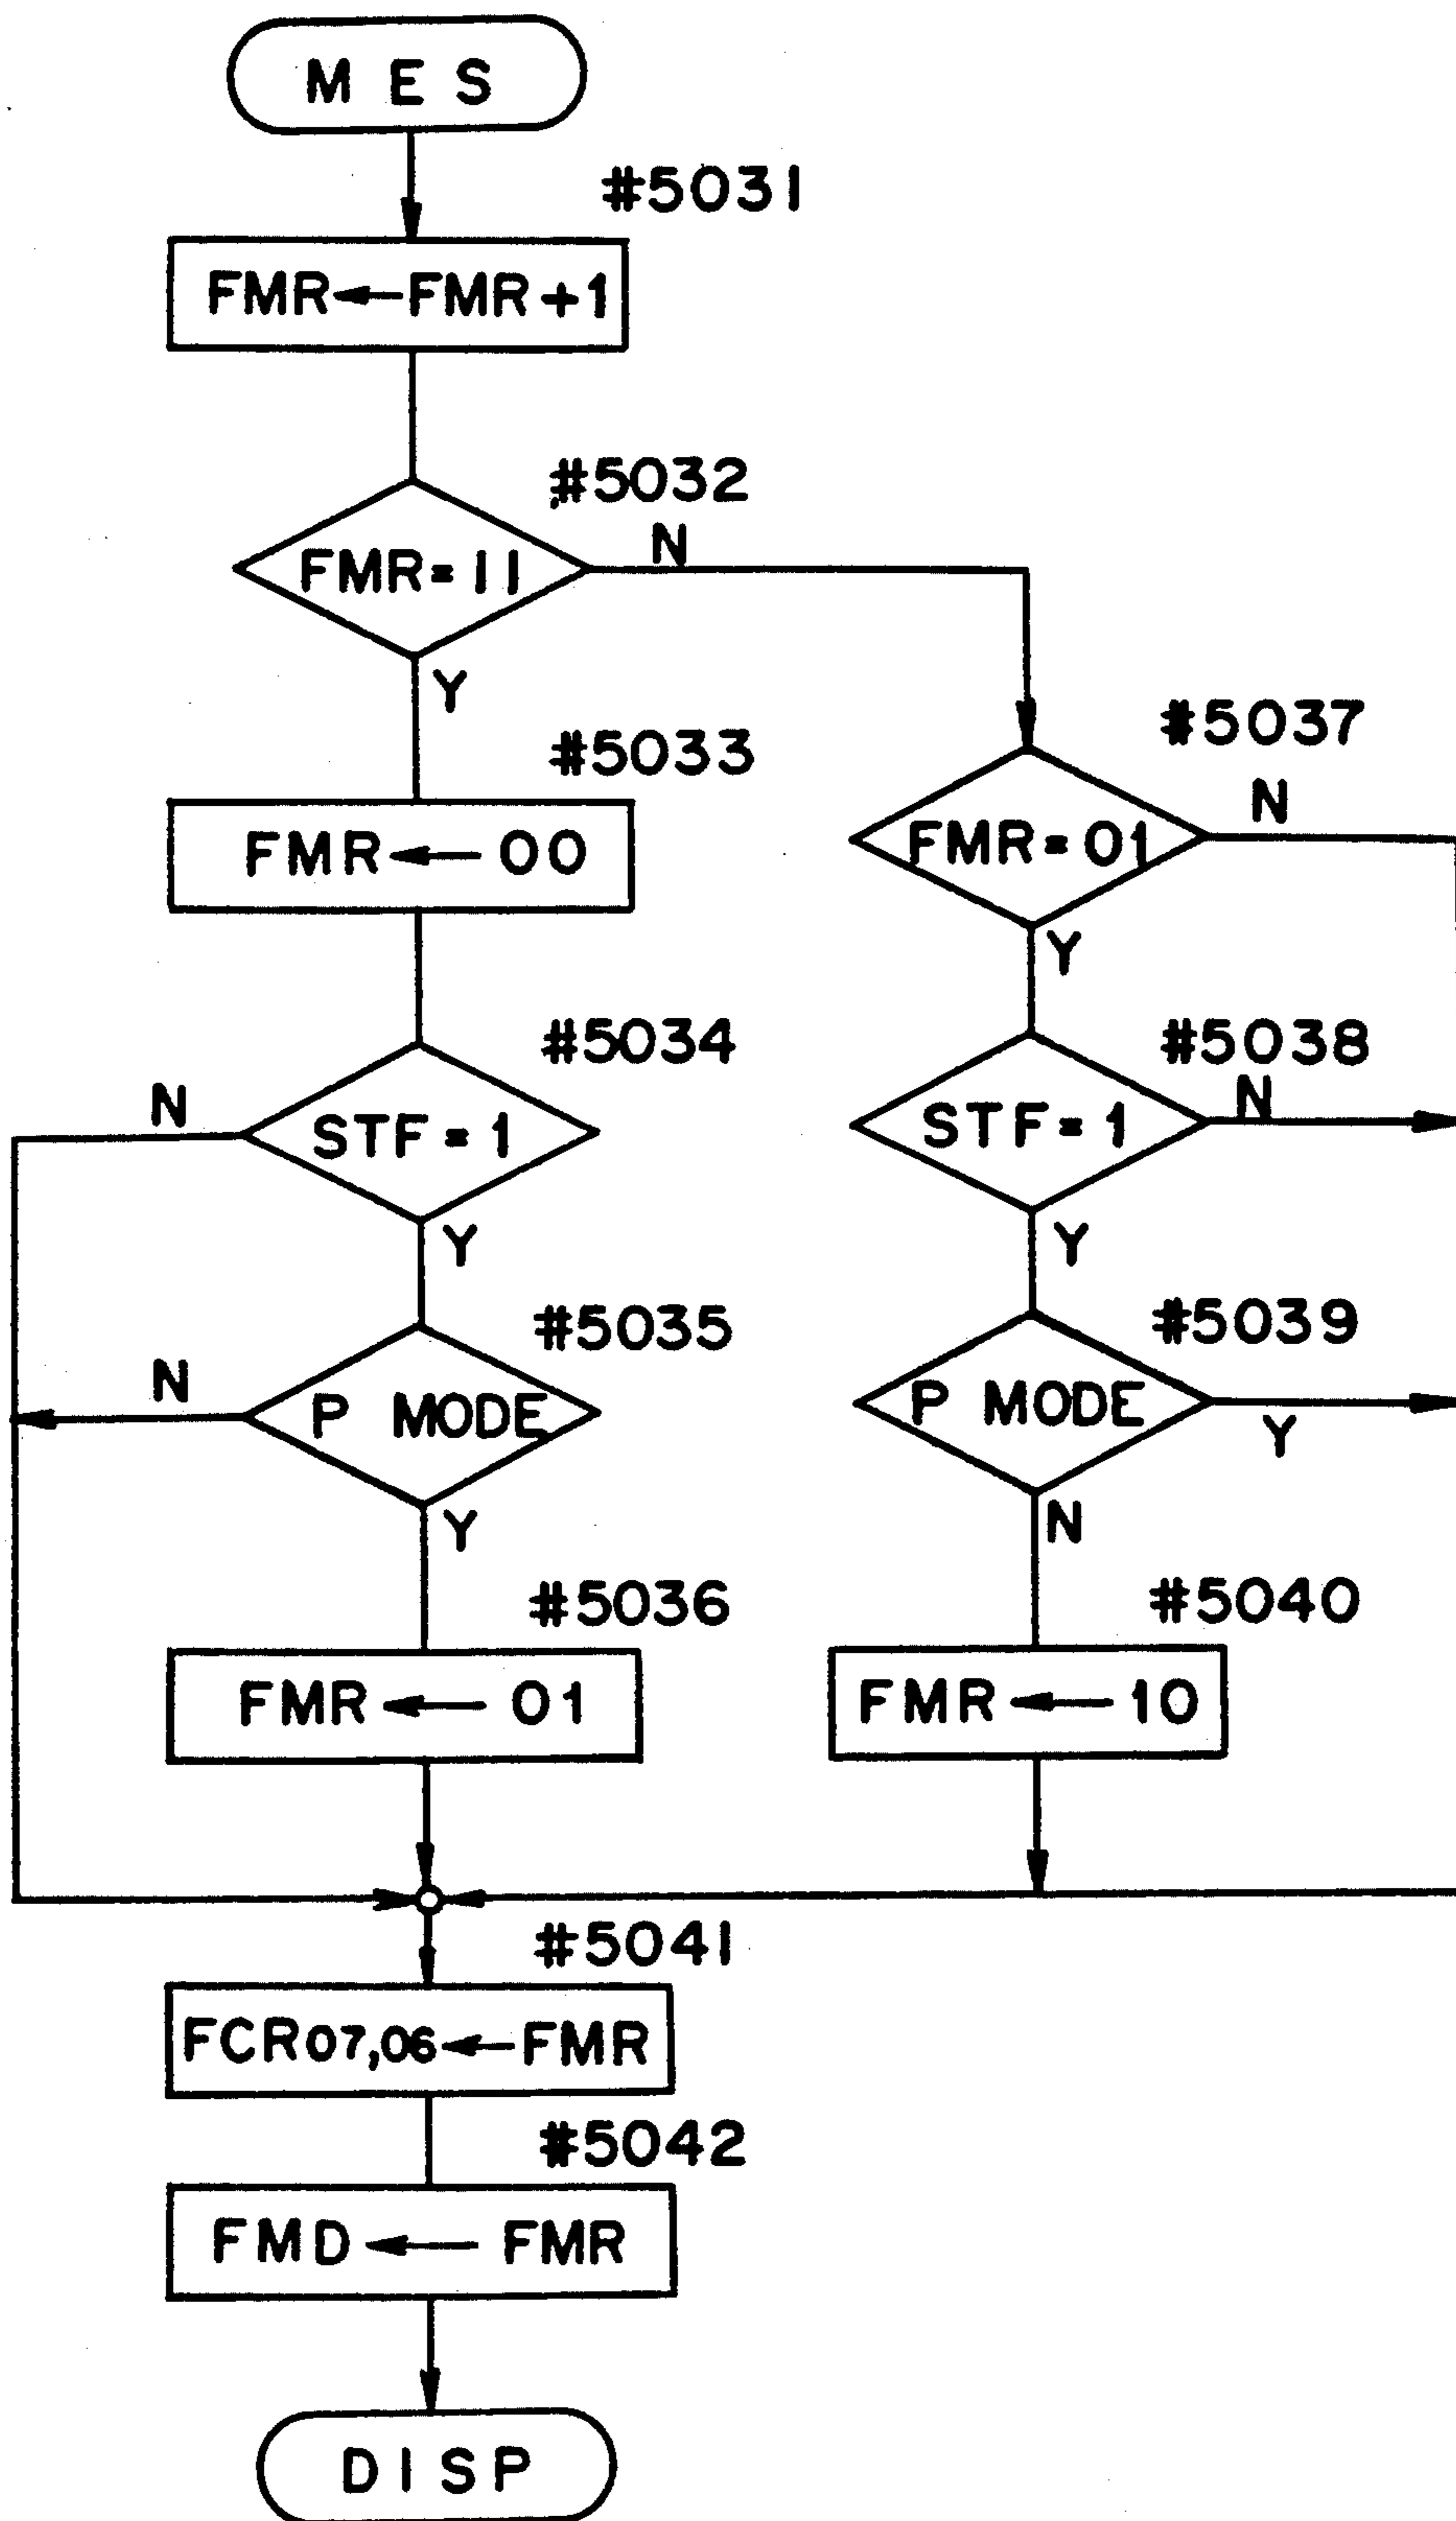 MES
#5031
FMR←FMR+1
#5032
FMR=11
N
Y
#5033
FMR←00
#5034
STF=1
N
Y
#5035
P MODE
N
Y
#5036
FMR←01
#5037
FMR=01
N
Y
#5038
STF=1
N
Y
#5039
P MODE
Y
N
#5040
FMR←10
#5041
FCR07,06←FMR
#5042
FMD←FMR
DISP